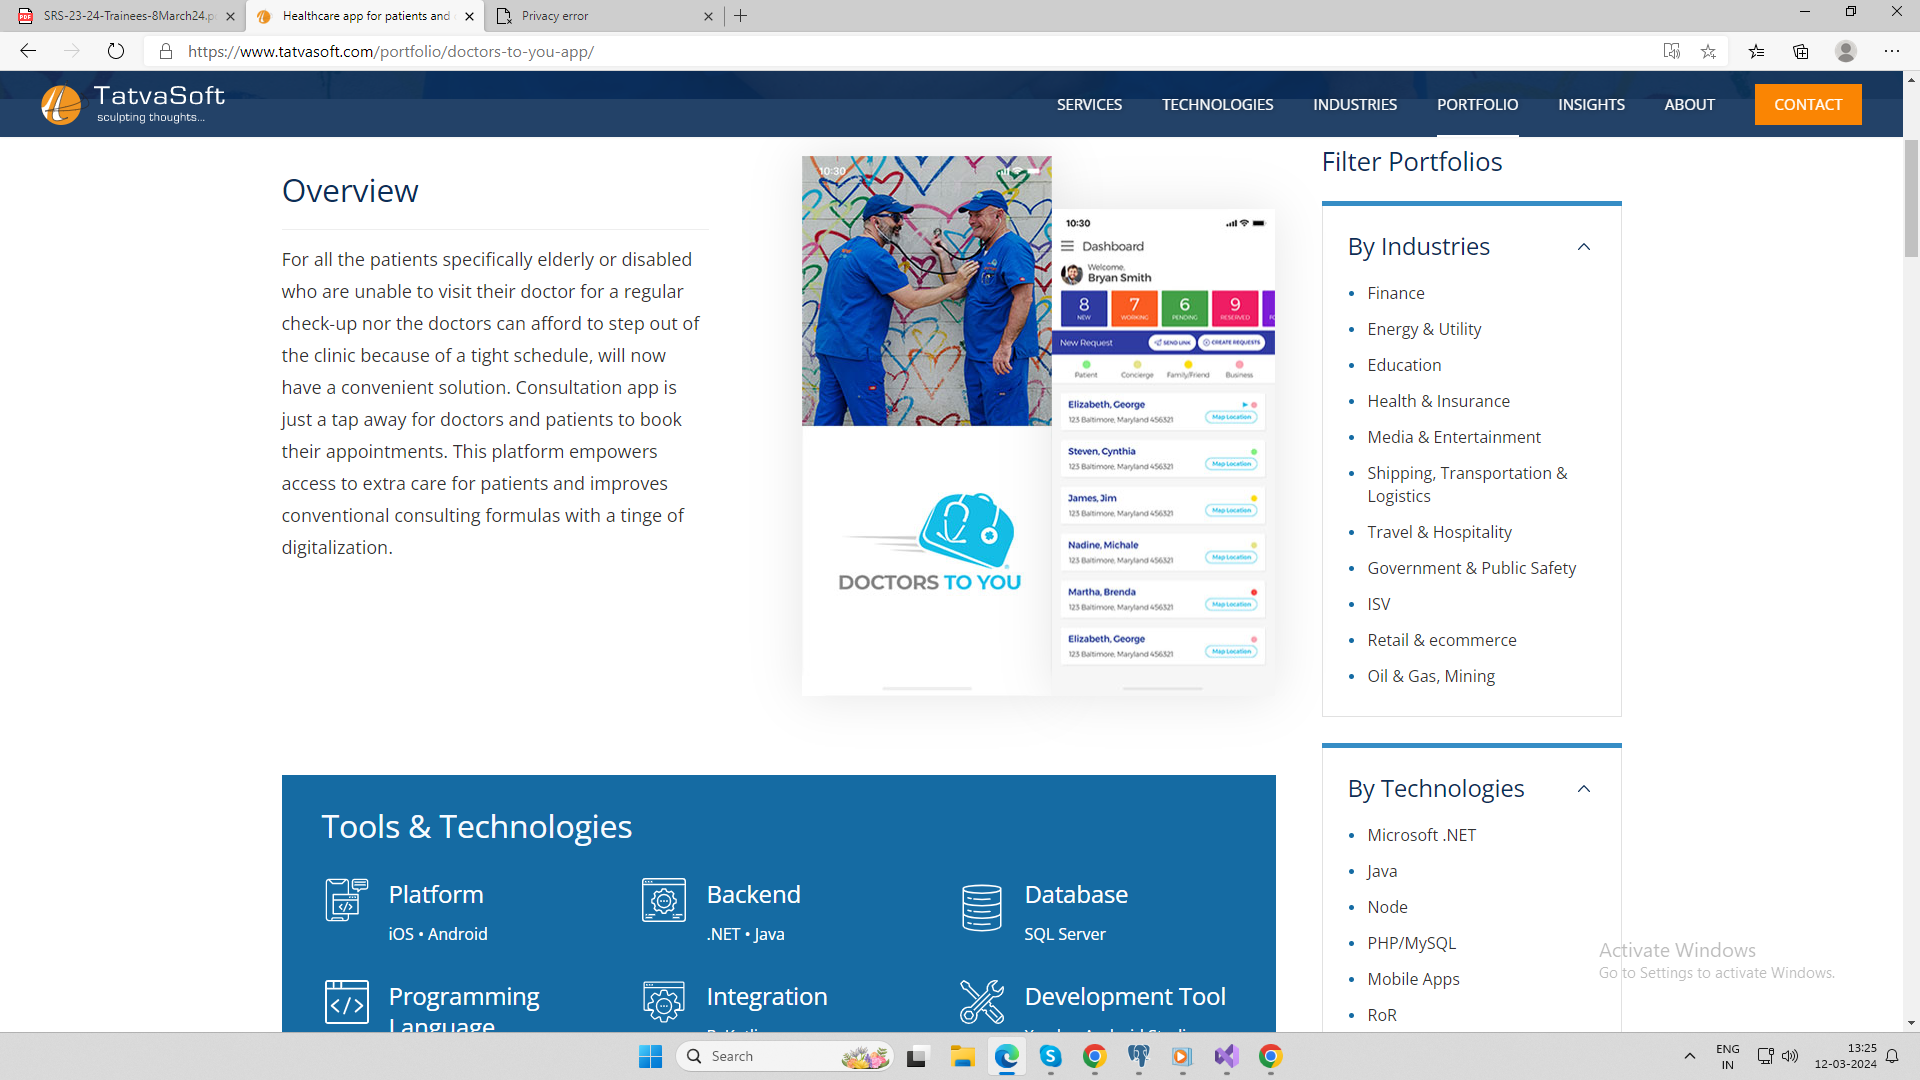 SRS-23-24-Trainees-8March24.p
Healthcare app for patients and
Privacy error
https://www.tatvasoft.com/portfolio/doctors-to-you-app/
TatvaSoft
sculpting thoughts...
SERVICES
TECHNOLOGIES
INDUSTRIES
PORTFOLIO
INSIGHTS
ABOUT
CONTACT
Overview
For all the patients specifically elderly or disabled
who are unable to visit their doctor for a regular
check-up nor the doctors can afford to step out of
the clinic because of a tight schedule, will now
have a convenient solution. Consultation app is
just a tap away for doctors and patients to book
their appointments. This platform empowers
access to extra care for patients and improves
conventional consulting formulas with a tinge of
digitalization.
10:30
DOCTORS TO YOU
10:30
Dashboard
Welcome,
Bryan Smith
8 7 6 9
NEW WORKING PENDING RESERVED
New Request SEND LINK CREATE REQUESTS
Patient Concierge Family/Friend Business
Elizabeth, George
123 Baltimore, Maryland 456321 Map Location
Steven, Cynthia
123 Baltimore, Maryland 456321 Map Location
James, Jim
123 Baltimore, Maryland 456321 Map Location
Nadine, Michale
123 Baltimore, Maryland 456321 Map Location
Martha, Brenda
123 Baltimore, Maryland 456321 Map Location
Elizabeth, George
123 Baltimore, Maryland 456321 Map Location
Filter Portfolios
By Industries
Finance
Energy & Utility
Education
Health & Insurance
Media & Entertainment
Shipping, Transportation &
Logistics
Travel & Hospitality
Government & Public Safety
ISV
Retail & ecommerce
Oil & Gas, Mining
By Technologies
Microsoft .NET
Java
Node
PHP/MySQL
Mobile Apps
RoR
Tools & Technologies
Platform
iOS • Android
Backend
.NET • Java
Database
SQL Server
Programming
Language
Integration
Development Tool
Activate Windows
Go to Settings to activate Windows.
Search
ENG
IN
13:25
12-03-2024